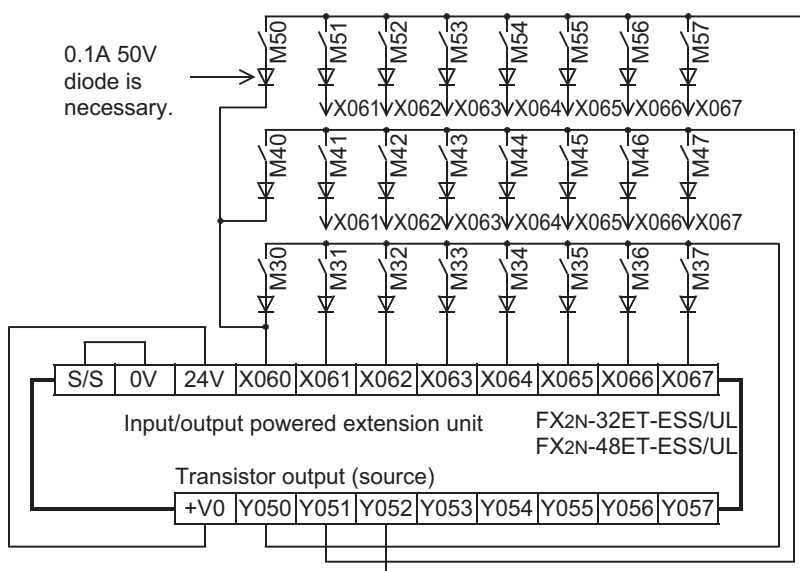 M50 M51 M52 M53 M54 M55 M56 M57
0.1A 50V
diode is
necessary.
X061 X062 X063 X064 X065 X066 X067
M40 M41 M42 M43 M44 M45 M46 M47
X061 X062 X063 X064 X065 X066 X067
M30 M31 M32 M33 M34 M35 M36 M37
S/S 0V 24V X060 X061 X062 X063 X064 X065 X066 X067
Input/output powered extension unit
FX2N-32ET-ESS/UL
FX2N-48ET-ESS/UL
Transistor output (source)
+V0 Y050 Y051 Y052 Y053 Y054 Y055 Y056 Y057